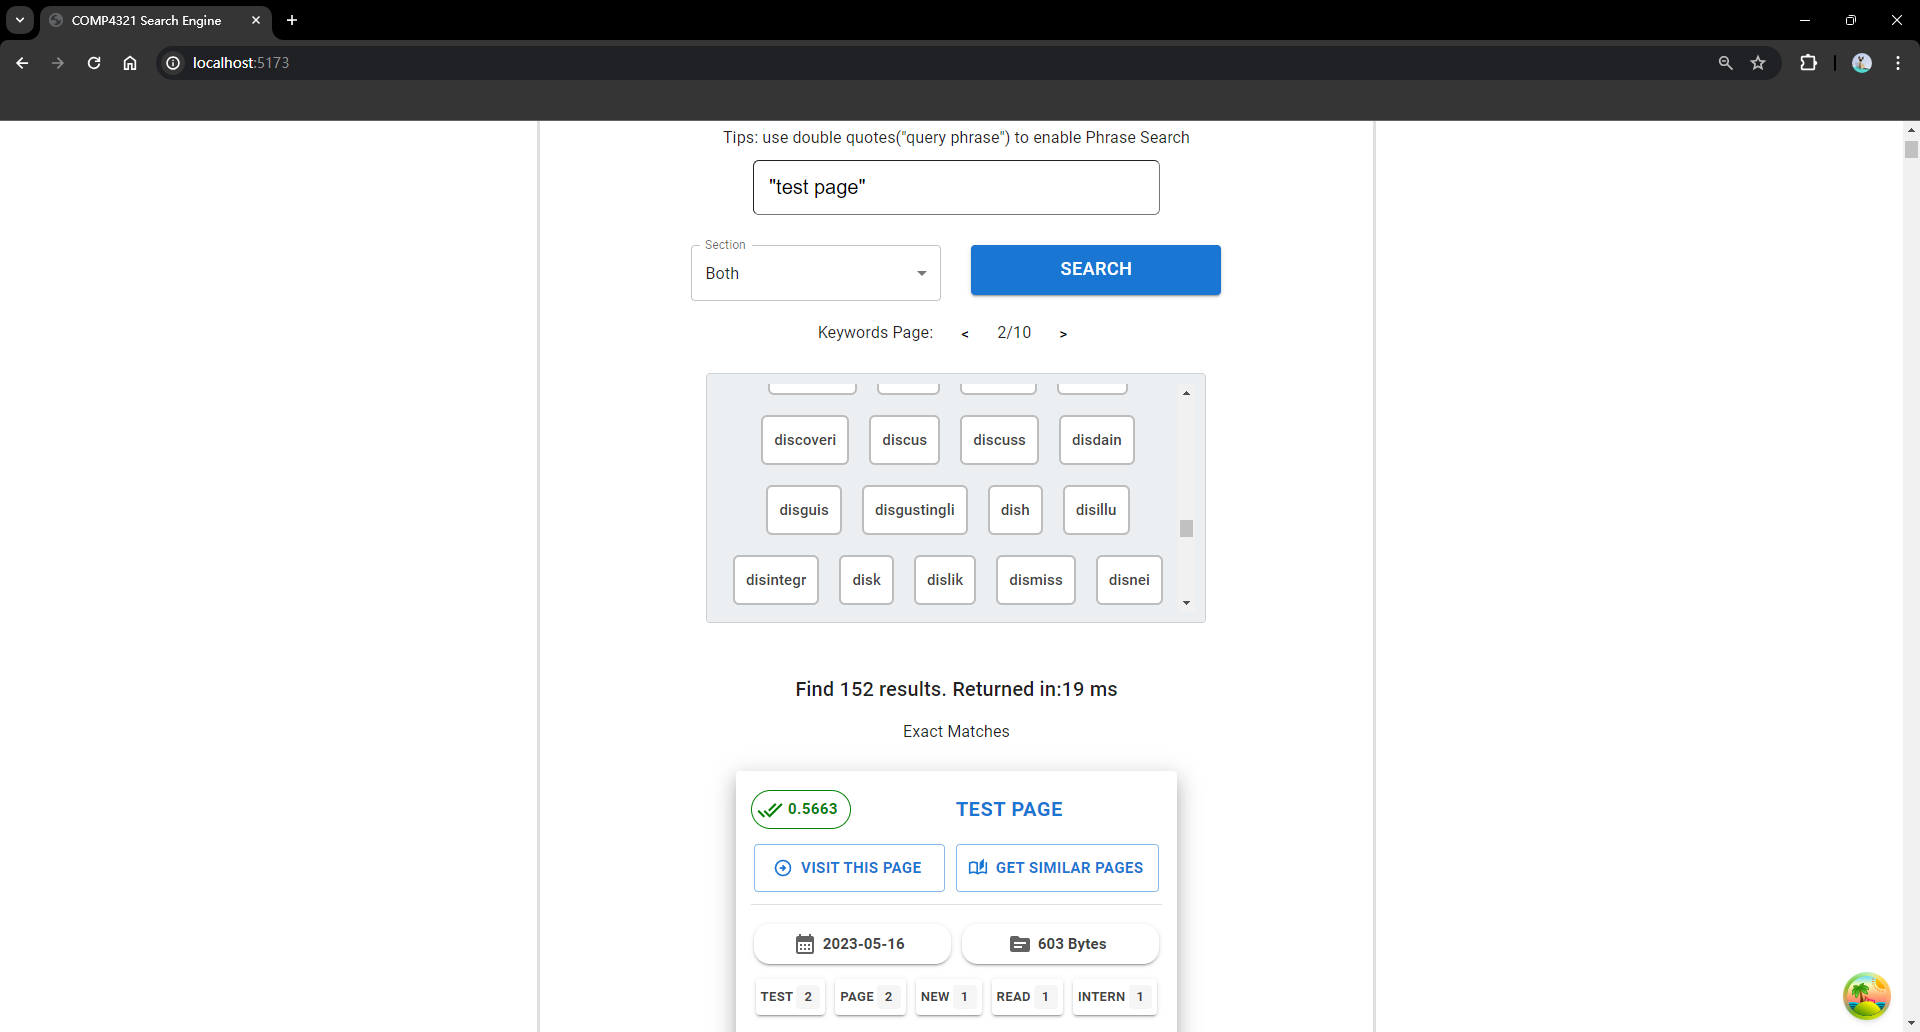 COMP4321 Search Engine
localhost:5173
Tips: use double quotes("query phrase") to enable Phrase Search
"test page"
Section
Both
SEARCH
Keywords Page: < 2/10 >
discoveri discus discuss disdain
disguis disgustingli dish disillu
disintegr disk dislik dismiss disnei
Find 152 results. Returned in:19 ms
Exact Matches
0.5663 TEST PAGE
VISIT THIS PAGE GET SIMILAR PAGES
2023-05-16 603 Bytes
TEST 2 PAGE 2 NEW 1 READ 1 INTERN 1